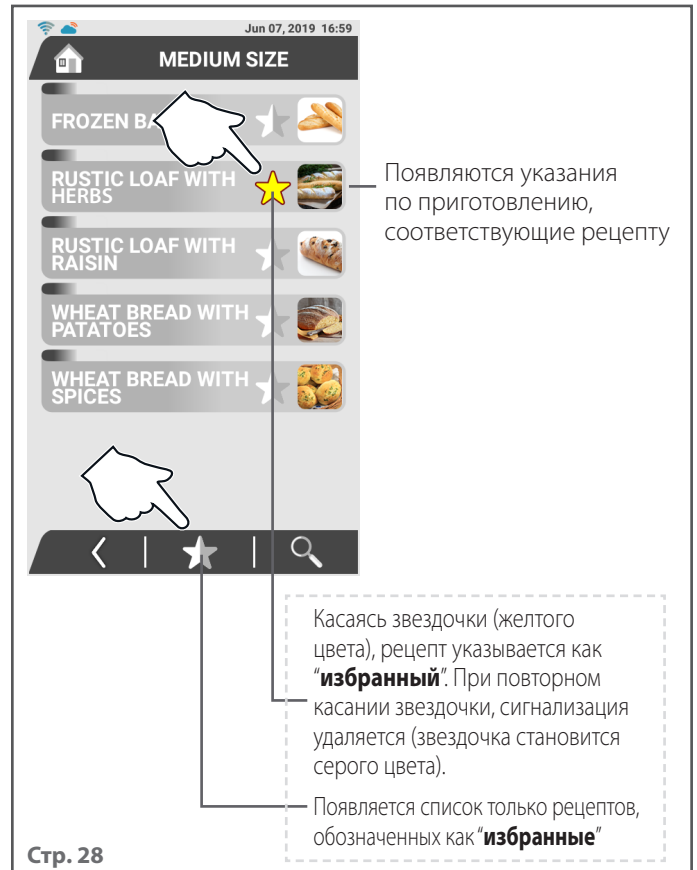 Jun 07, 2019 16:59
MEDIUM SIZE
FROZEN BA
RUSTIC LOAF WITH
HERBS
RUSTIC LOAF WITH
RAISIN
WHEAT BREAD WITH
PATATOES
WHEAT BREAD WITH
SPICES
Появляются указания
по приготовлению,
соответствующие рецепту
Касаясь звездочки (желтого
цвета), рецепт указывается как
“избранный”. При повторном
касании звездочки, сигнализация
удаляется (звездочка становится
серого цвета).
Появляется список только рецептов,
обозначенных как “избранные”
Стр. 28